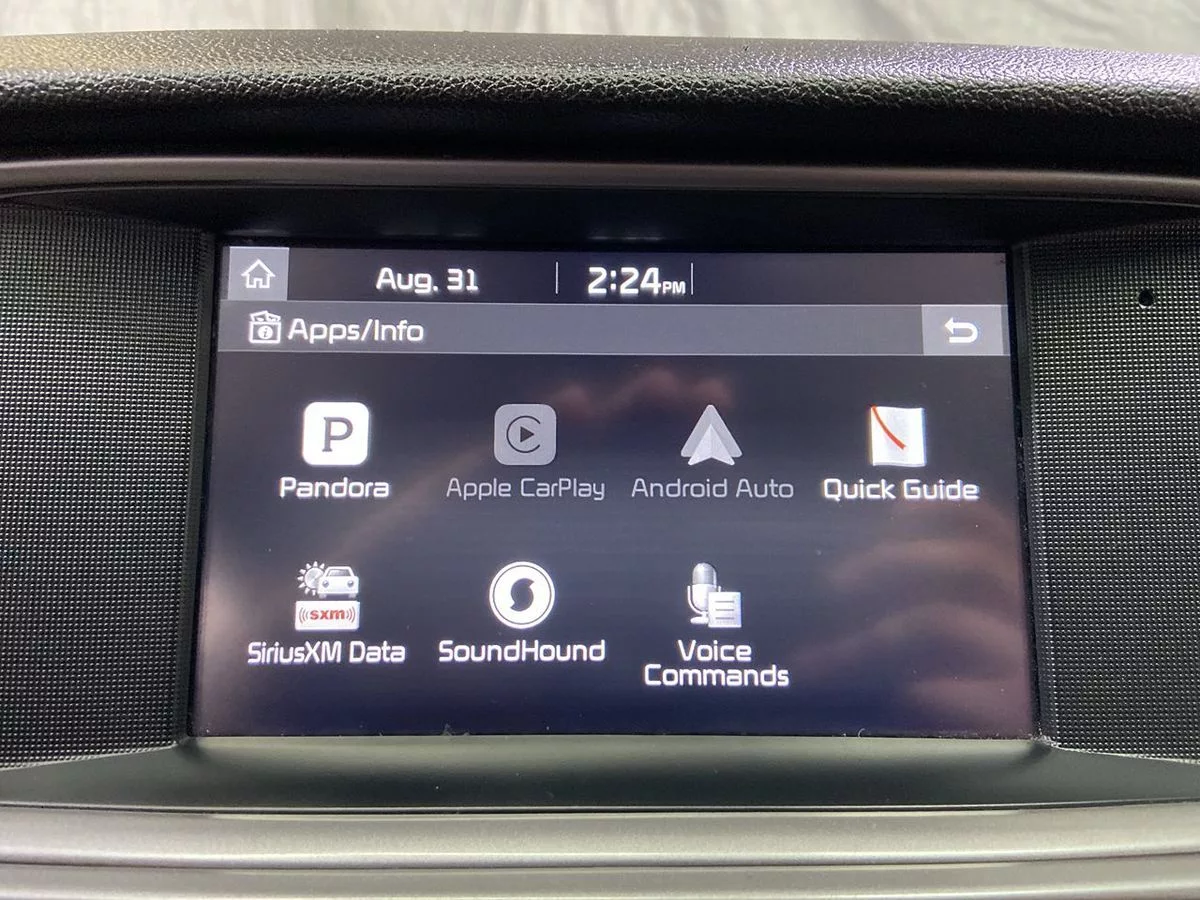 Aug. 31 2:24PM
Apps/Info
P
Pandora
Apple CarPlay
Android Auto
Quick Guide
sxm
SiriusXM Data
SoundHound
Voice
Commands